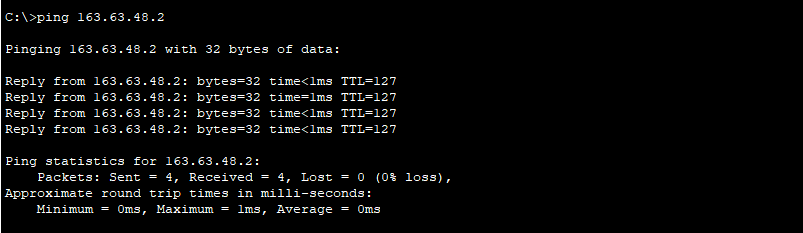 C:\>ping 163.63.48.2
Pinging 163.63.48.2 with 32 bytes of data:
Reply from 163.63.48.2: bytes=32 time<1ms TTL=127
Reply from 163.63.48.2: bytes=32 time=1ms TTL=127
Reply from 163.63.48.2: bytes=32 time<1ms TTL=127
Reply from 163.63.48.2: bytes=32 time<1ms TTL=127
Ping statistics for 163.63.48.2:
    Packets: Sent = 4, Received = 4, Lost = 0 (0% loss),
Approximate round trip times in milli-seconds:
    Minimum = 0ms, Maximum = 1ms, Average = 0ms